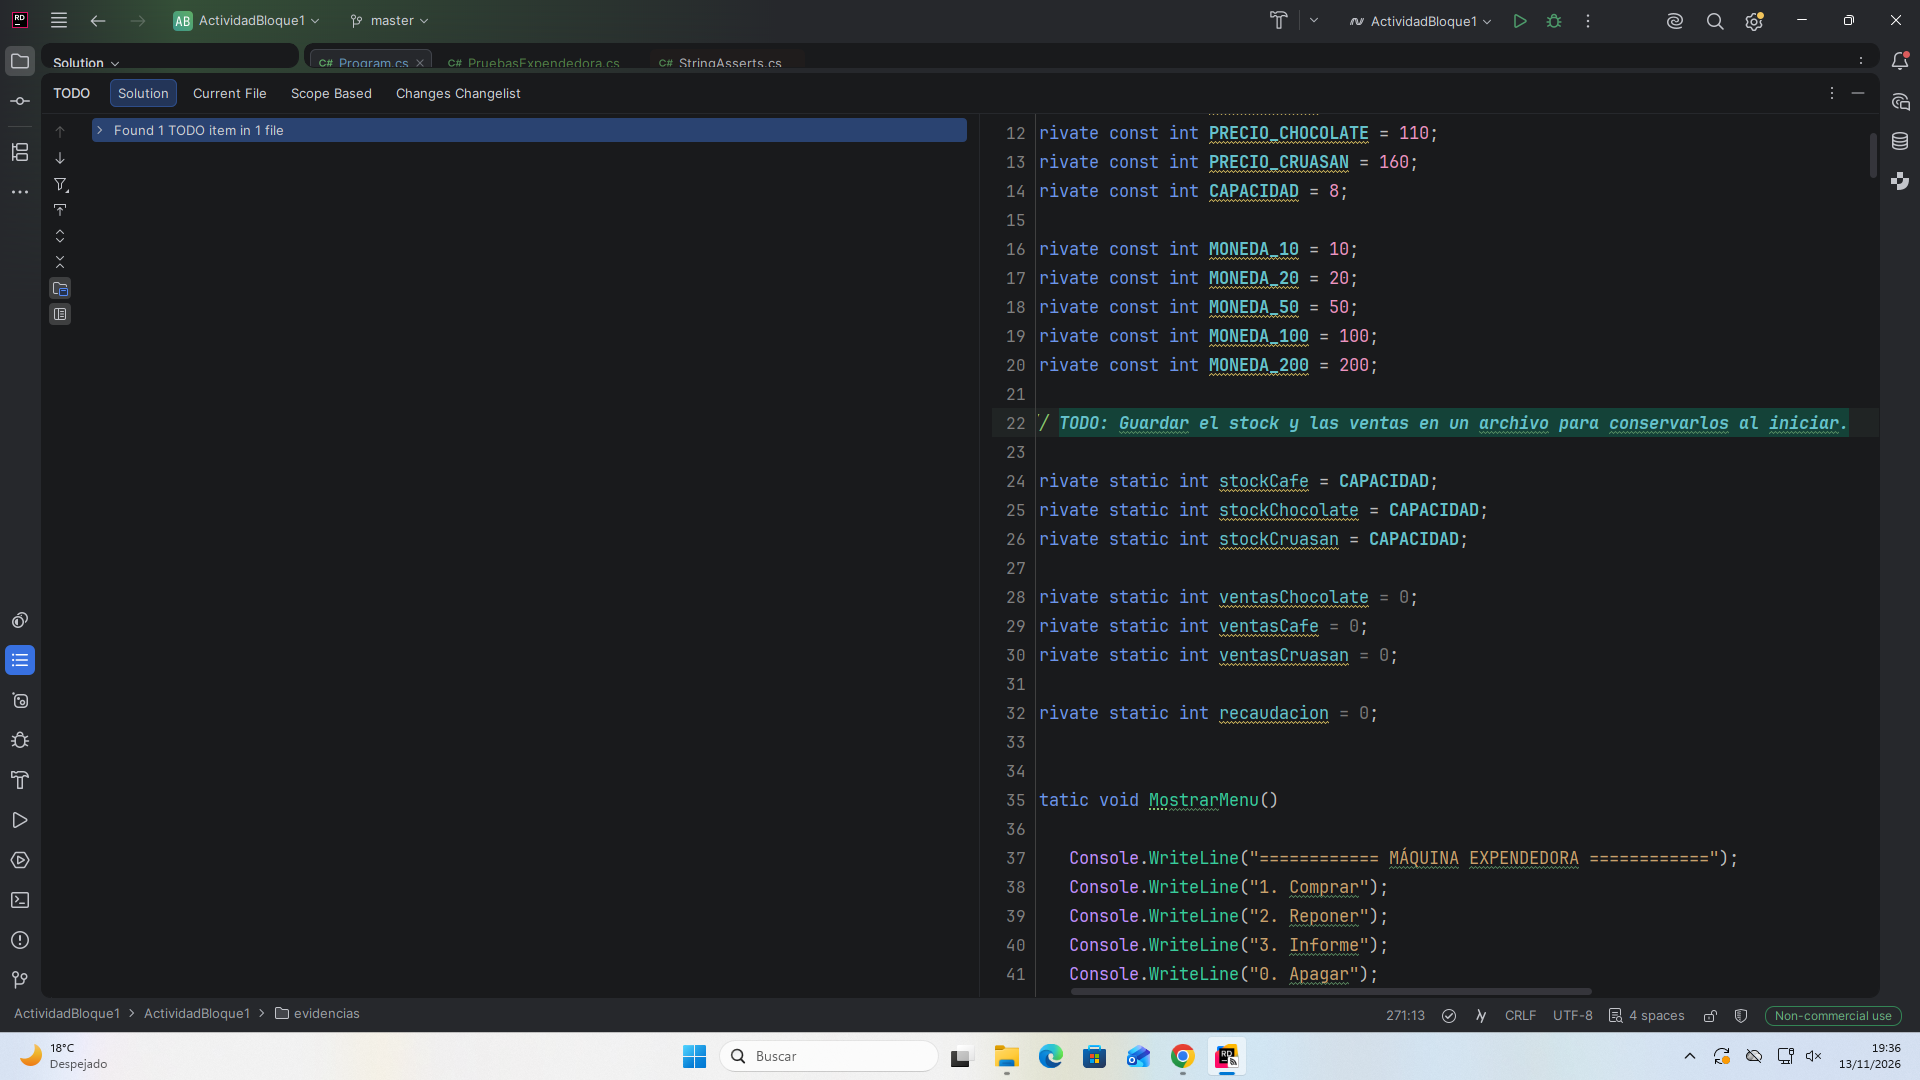 AB ActividadBloque1
master
ActividadBloque1
Solution
C# Program.cs
C# PruebasExpendedora.cs
C# StringAsserts.cs
TODO
Solution
Current File
Scope Based
Changes Changelist
Found 1 TODO item in 1 file
12 rivate const int PRECIO_CHOCOLATE = 110;
13 rivate const int PRECIO_CRUASAN = 160;
14 rivate const int CAPACIDAD = 8;
15
16 rivate const int MONEDA_10 = 10;
17 rivate const int MONEDA_20 = 20;
18 rivate const int MONEDA_50 = 50;
19 rivate const int MONEDA_100 = 100;
20 rivate const int MONEDA_200 = 200;
21
22 / TODO: Guardar el stock y las ventas en un archivo para conservarlos al iniciar.
23
24 rivate static int stockCafe = CAPACIDAD;
25 rivate static int stockChocolate = CAPACIDAD;
26 rivate static int stockCruasan = CAPACIDAD;
27
28 rivate static int ventasChocolate = 0;
29 rivate static int ventasCafe = 0;
30 rivate static int ventasCruasan = 0;
31
32 rivate static int recaudacion = 0;
33
34
35 tatic void MostrarMenu()
36
37 Console.WriteLine("============ MÁQUINA EXPENDEDORA ============");
38 Console.WriteLine("1. Comprar");
39 Console.WriteLine("2. Reponer");
40 Console.WriteLine("3. Informe");
41 Console.WriteLine("0. Apagar");
ActividadBloque1 > ActividadBloque1 > evidencias
271:13
CRLF
UTF-8
4 spaces
Non-commercial use
18°C
Despejado
Buscar
19:36
13/11/2026